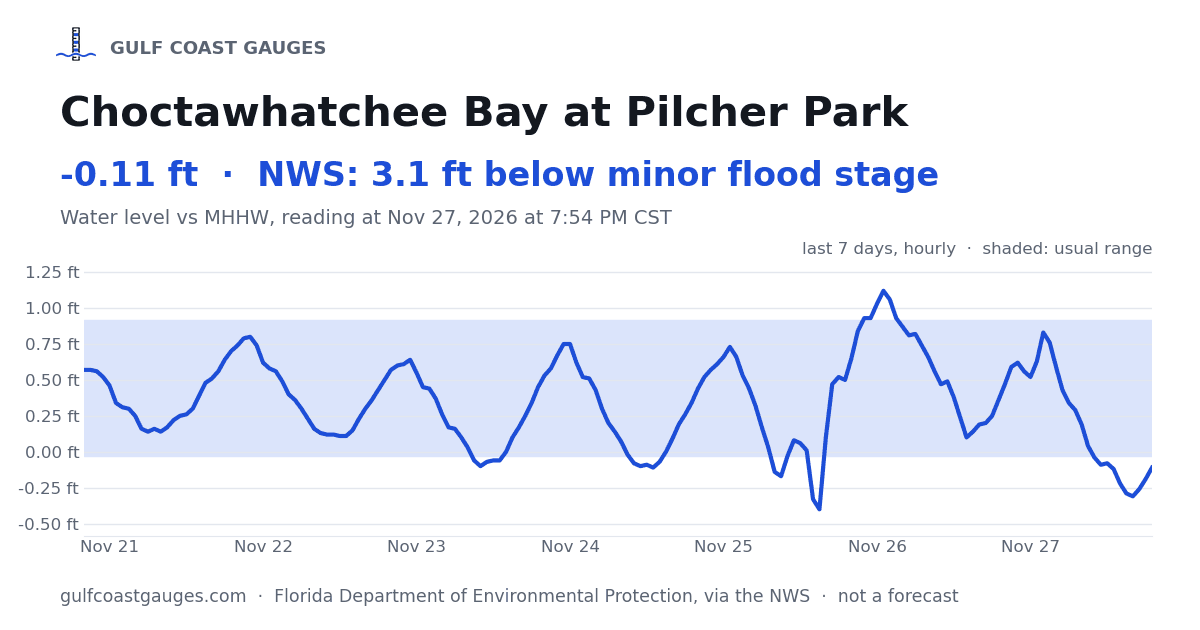 GULF COAST GAUGES
Choctawhatchee Bay at Pilcher Park
-0.11 ft · NWS: 3.1 ft below minor flood stage
Water level vs MHHW, reading at Nov 27, 2026 at 7:54 PM CST
last 7 days, hourly · shaded: usual range
1.25 ft
1.00 ft
0.75 ft
0.50 ft
0.25 ft
0.00 ft
-0.25 ft
-0.50 ft
Nov 21 Nov 22 Nov 23 Nov 24 Nov 25 Nov 26 Nov 27
gulfcoastgauges.com · Florida Department of Environmental Protection, via the NWS · not a forecast